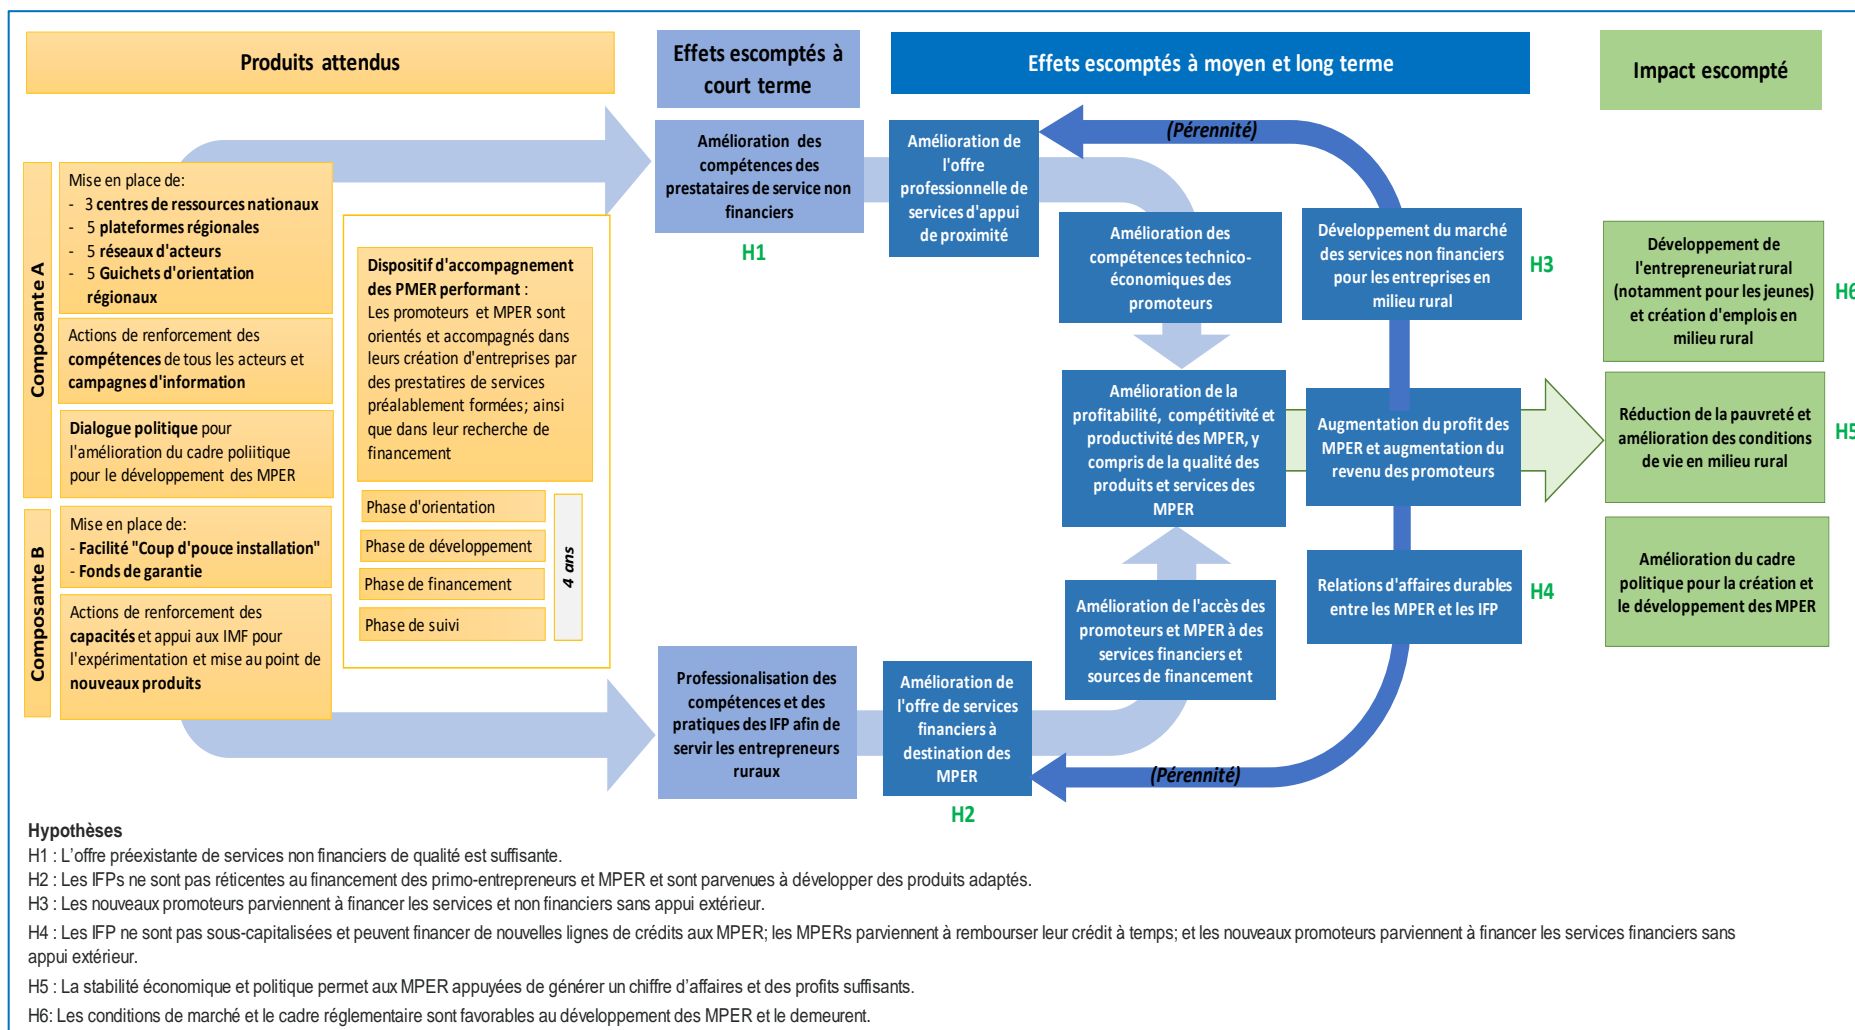 Produits attendus
Effets escomptés à
court terme
Effets escomptés à moyen et long terme
Impact escompté
Composante A
Mise en place de:
- 3 centres de ressources nationaux
- 5 plateformes régionales
- 5 réseaux d'acteurs
- 5 Guichets d'orientation
régionaux
Actions de renforcement des
compétences de tous les acteurs et
campagnes d'information
Dialogue politique pour
l'amélioration du cadre poliitique
pour le développement des MPER
Composante B
Mise en place de:
- Facilité "Coup d'pouce installation"
- Fonds de garantie
Actions de renforcement des
capacités et appui aux IMF pour
l'expérimentation et mise au point de
nouveaux produits
Dispositif d'accompagnement
des PMER performant :
Les promoteurs et MPER sont
orientés et accompagnés dans
leurs création d'entreprises par
des prestatires de services
préalablement formées; ainsi
que dans leur recherche de
financement
Phase d'orientation
Phase de développement
Phase de financement
Phase de suivi
4 ans
Amélioration des
compétences des
prestataires de service non
financiers
H1
Professionalisation des
compétences et des
pratiques des IFP afin de
servir les entrepreneurs
ruraux
Amélioration de
l'offre
professionnelle de
services d'appui
de proximité
Amélioration de
l'offre de services
financiers à
destination des
MPER
H2
Amélioration des
compétences technico-
économiques des
promoteurs
Amélioration de la
profitabilité, compétitivité et
productivité des MPER, y
compris de la qualité des
produits et services des
MPER
Amélioration de l'accès des
promoteurs et MPER à des
services financiers et
sources de financement
(Pérennité)
Développement du marché
des services non financiers
pour les entreprises en
milieu rural
H3
Augmentation du profit des
MPER et augmentation du
revenu des promoteurs
Relations d'affaires durables
entre les MPER et les IFP
H4
(Pérennité)
Développement de
l'entrepreneuriat rural
(notamment pour les jeunes)
et création d'emplois en
milieu rural
H6
Réduction de la pauvreté et
amélioration des conditions
de vie en milieu rural
H5
Amélioration du cadre
politique pour la création et
le développement des MPER
Hypothèses
H1 : L'offre préexistante de services non financiers de qualité est suffisante.
H2 : Les IFPs ne sont pas réticentes au financement des primo-entrepreneurs et MPER et sont parvenues à développer des produits adaptés.
H3 : Les nouveaux promoteurs parviennent à financer les services et non financiers sans appui extérieur.
H4 : Les IFP ne sont pas sous-capitalisées et peuvent financer de nouvelles lignes de crédits aux MPER; les MPERs parviennent à rembourser leur crédit à temps; et les nouveaux promoteurs parviennent à financer les services financiers sans
appui extérieur.
H5 : La stabilité économique et politique permet aux MPER appuyées de générer un chiffre d'affaires et des profits suffisants.
H6: Les conditions de marché et le cadre réglementaire sont favorables au développement des MPER et le demeurent.